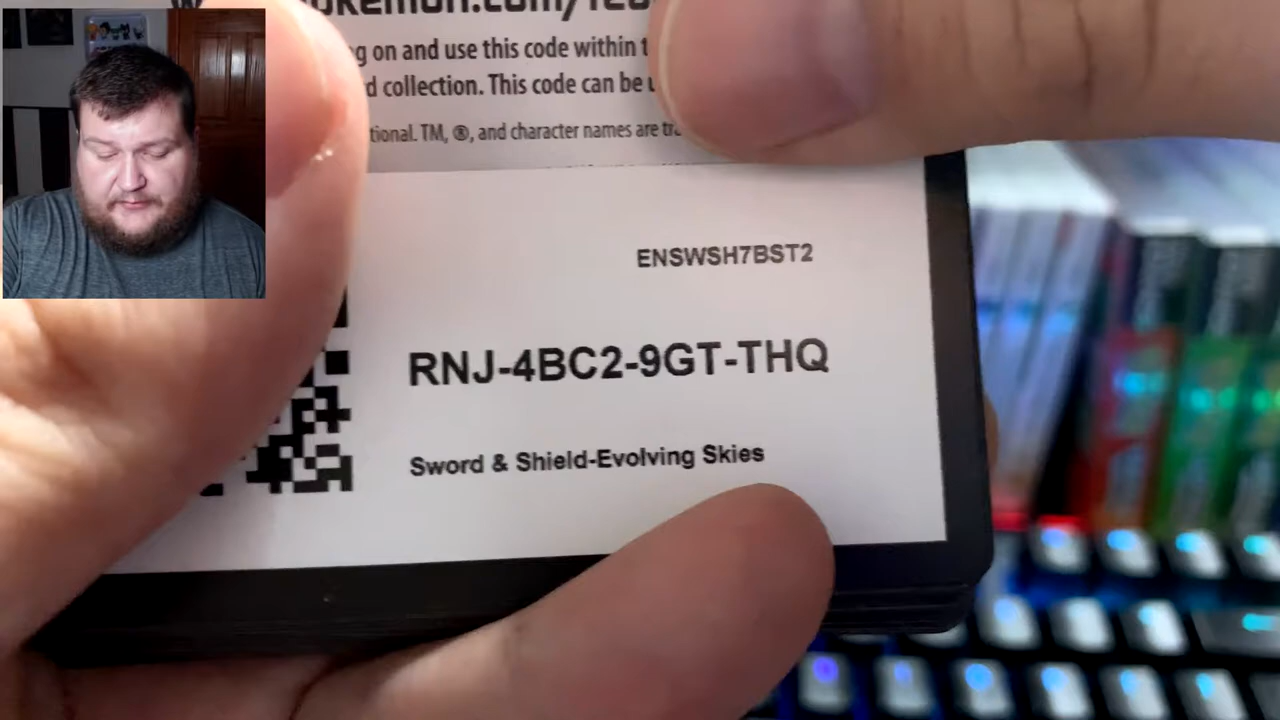 g on and use this code within
d collection. This code can be
tional. TM, ®, and character names are
ENSWSH7BST2
RNJ-4BC2-9GT-THQ
Sword & Shield-Evolving Skies